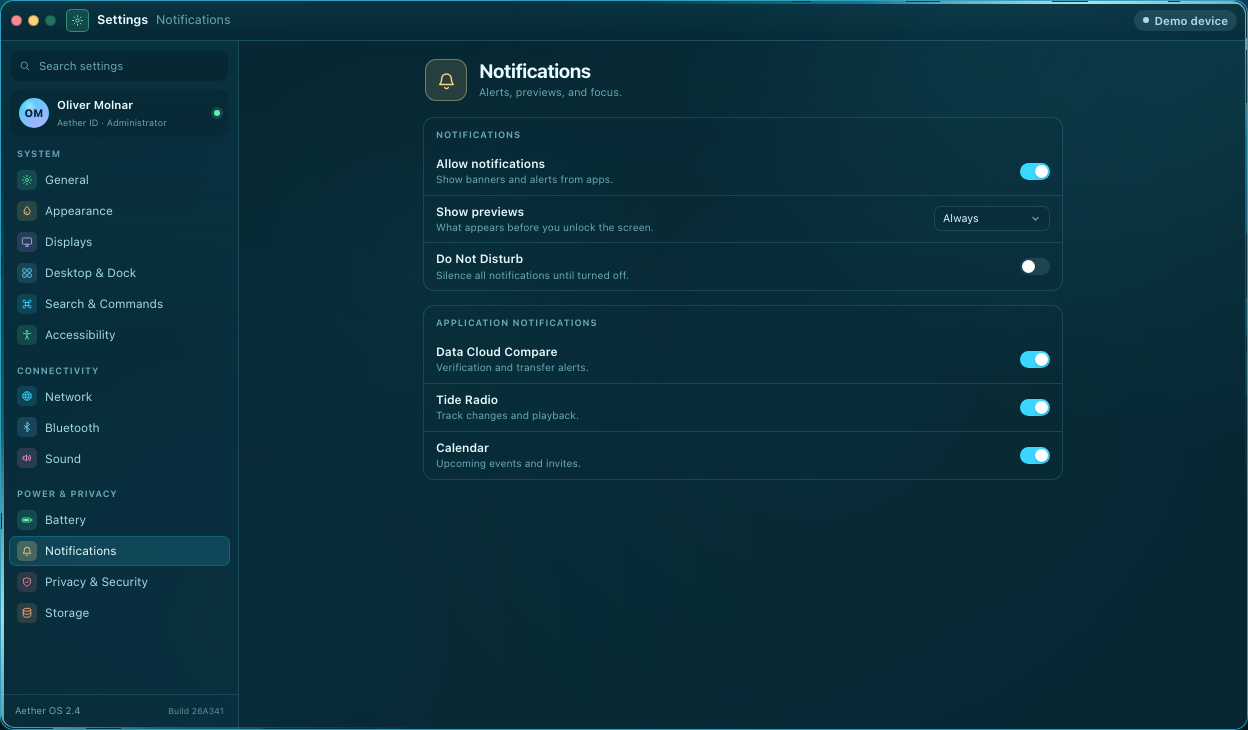 Settings Notifications
Demo device
Search settings
OM
Oliver Molnar
Aether ID · Administrator
SYSTEM
General
Appearance
Displays
Desktop & Dock
Search & Commands
Accessibility
CONNECTIVITY
Network
Bluetooth
Sound
POWER & PRIVACY
Battery
Notifications
Privacy & Security
Storage
Aether OS 2.4
Build 26A341
Notifications
Alerts, previews, and focus.
NOTIFICATIONS
Allow notifications
Show banners and alerts from apps.
Show previews
What appears before you unlock the screen.
Always
Do Not Disturb
Silence all notifications until turned off.
APPLICATION NOTIFICATIONS
Data Cloud Compare
Verification and transfer alerts.
Tide Radio
Track changes and playback.
Calendar
Upcoming events and invites.